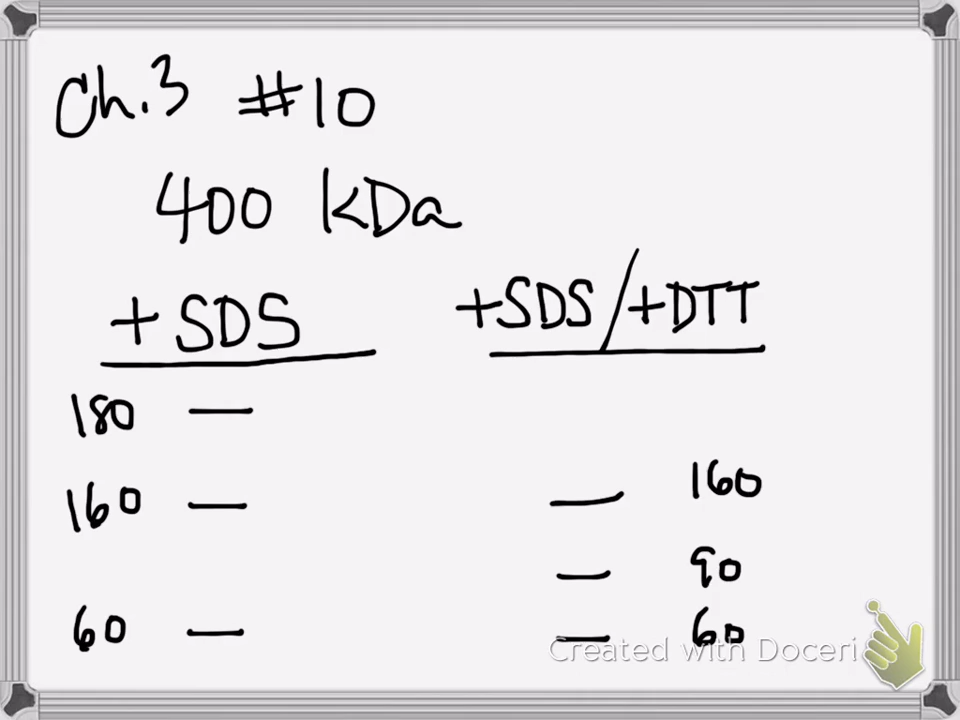 Ch.3 #10
400 kDa
+SDS +SDS/+DTT
180 —
160 — — 160
— 90
60 — — 60
Created with Doceri